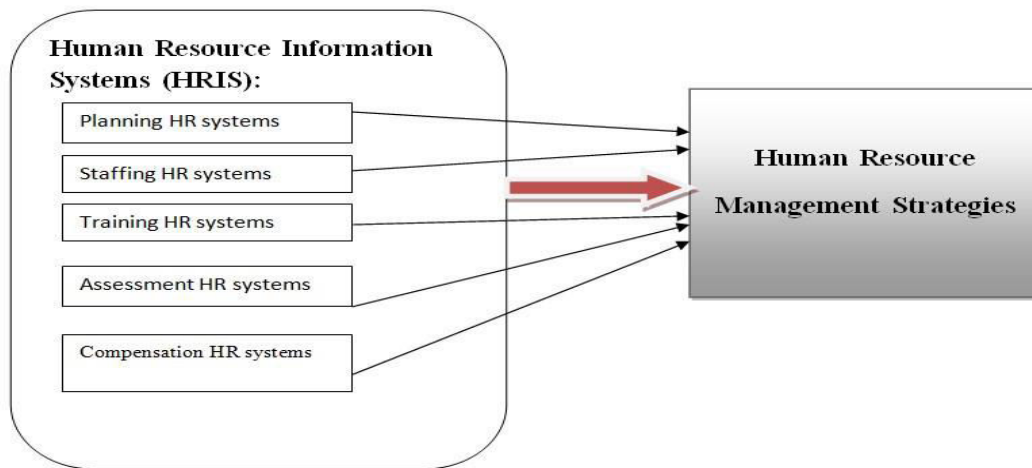 Human Resource Information
Systems (HRIS):
Planning HR systems
Staffing HR systems
Training HR systems
Assessment HR systems
Compensation HR systems
Human Resource
Management Strategies